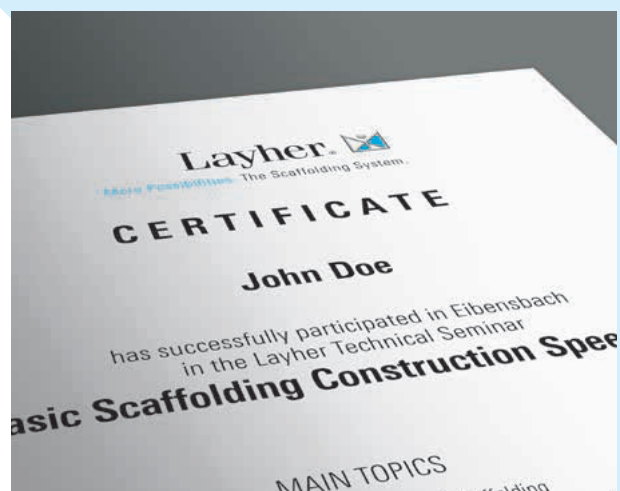 Layher.®
More Possibilities. The Scaffolding System.
CERTIFICATE
John Doe
has successfully participated in Eibensbach
in the Layher Technical Seminar
asic Scaffolding Construction Spee
MAIN TOPICS